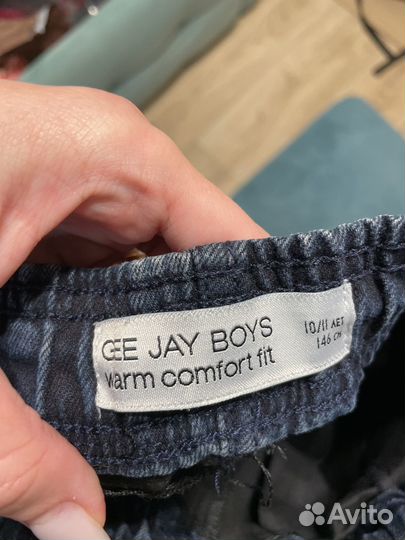 GEE JAY BOYS
warm comfort fit
10/11 ЛЕТ
146 СМ
Avito